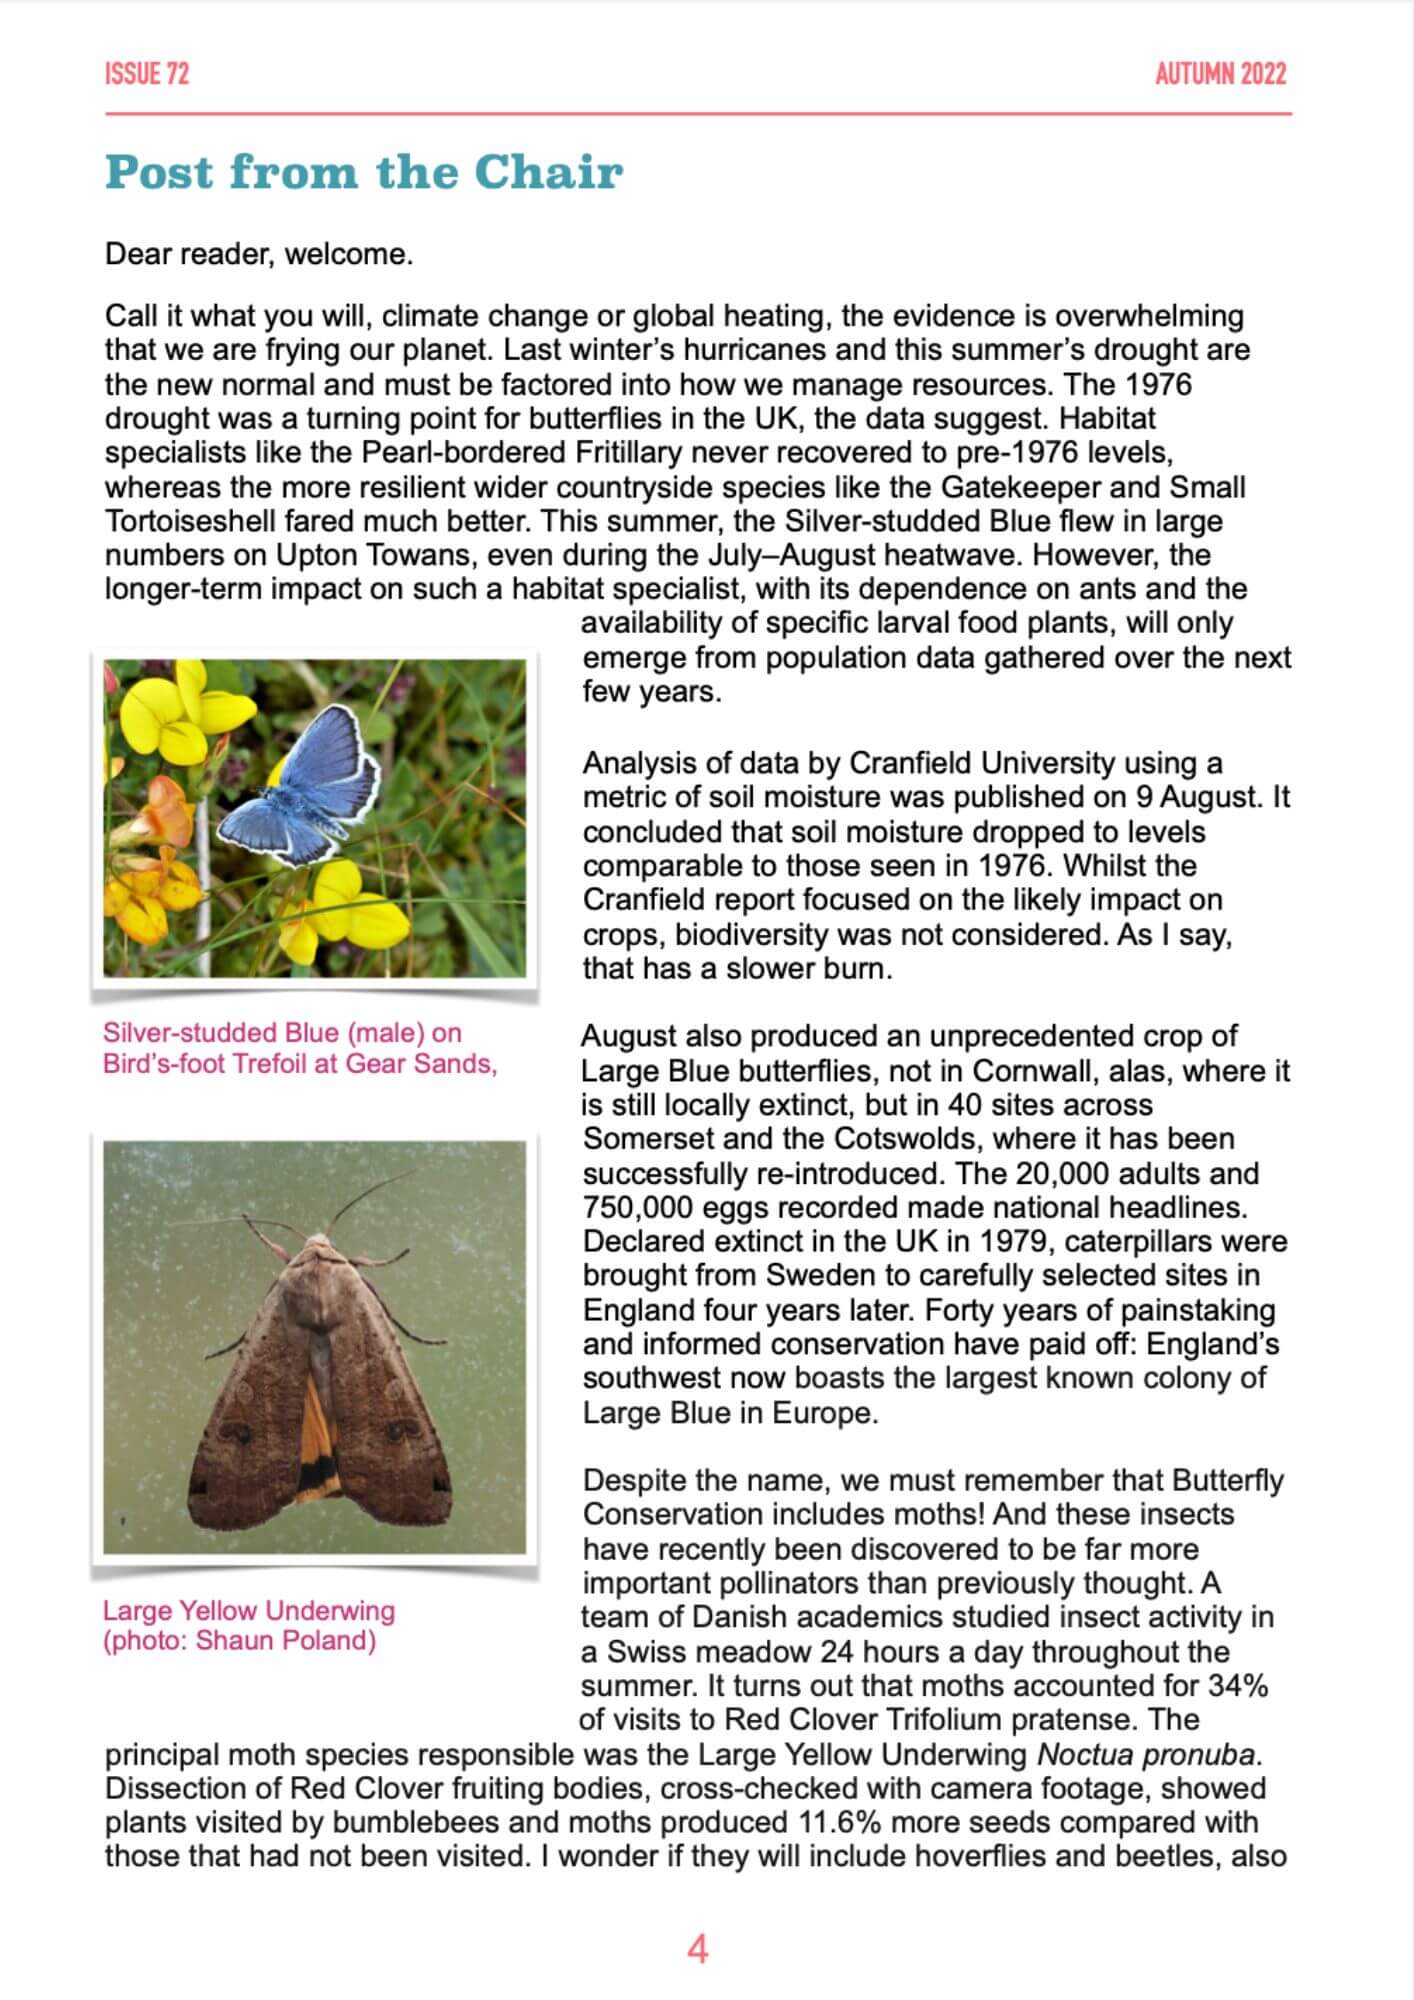 ISSUE 72
AUTUMN 2022
Post from the Chair
Dear reader, welcome.
Call it what you will, climate change or global heating, the evidence is overwhelming
that we are frying our planet. Last winter’s hurricanes and this summer’s drought are
the new normal and must be factored into how we manage resources. The 1976
drought was a turning point for butterflies in the UK, the data suggest. Habitat
specialists like the Pearl-bordered Fritillary never recovered to pre-1976 levels,
whereas the more resilient wider countryside species like the Gatekeeper and Small
Tortoiseshell fared much better. This summer, the Silver-studded Blue flew in large
numbers on Upton Towans, even during the July–August heatwave. However, the
longer-term impact on such a habitat specialist, with its dependence on ants and the
availability of specific larval food plants, will only
emerge from population data gathered over the next
few years.
Analysis of data by Cranfield University using a
metric of soil moisture was published on 9 August. It
concluded that soil moisture dropped to levels
comparable to those seen in 1976. Whilst the
Cranfield report focused on the likely impact on
crops, biodiversity was not considered. As I say,
that has a slower burn.
Silver-studded Blue (male) on
Bird’s-foot Trefoil at Gear Sands,
August also produced an unprecedented crop of
Large Blue butterflies, not in Cornwall, alas, where it
is still locally extinct, but in 40 sites across
Somerset and the Cotswolds, where it has been
successfully re-introduced. The 20,000 adults and
750,000 eggs recorded made national headlines.
Declared extinct in the UK in 1979, caterpillars were
brought from Sweden to carefully selected sites in
England four years later. Forty years of painstaking
and informed conservation have paid off: England’s
southwest now boasts the largest known colony of
Large Blue in Europe.
Large Yellow Underwing
(photo: Shaun Poland)
Despite the name, we must remember that Butterfly
Conservation includes moths! And these insects
have recently been discovered to be far more
important pollinators than previously thought. A
team of Danish academics studied insect activity in
a Swiss meadow 24 hours a day throughout the
summer. It turns out that moths accounted for 34%
of visits to Red Clover Trifolium pratense. The
principal moth species responsible was the Large Yellow Underwing Noctua pronuba.
Dissection of Red Clover fruiting bodies, cross-checked with camera footage, showed
plants visited by bumblebees and moths produced 11.6% more seeds compared with
those that had not been visited. I wonder if they will include hoverflies and beetles, also
4